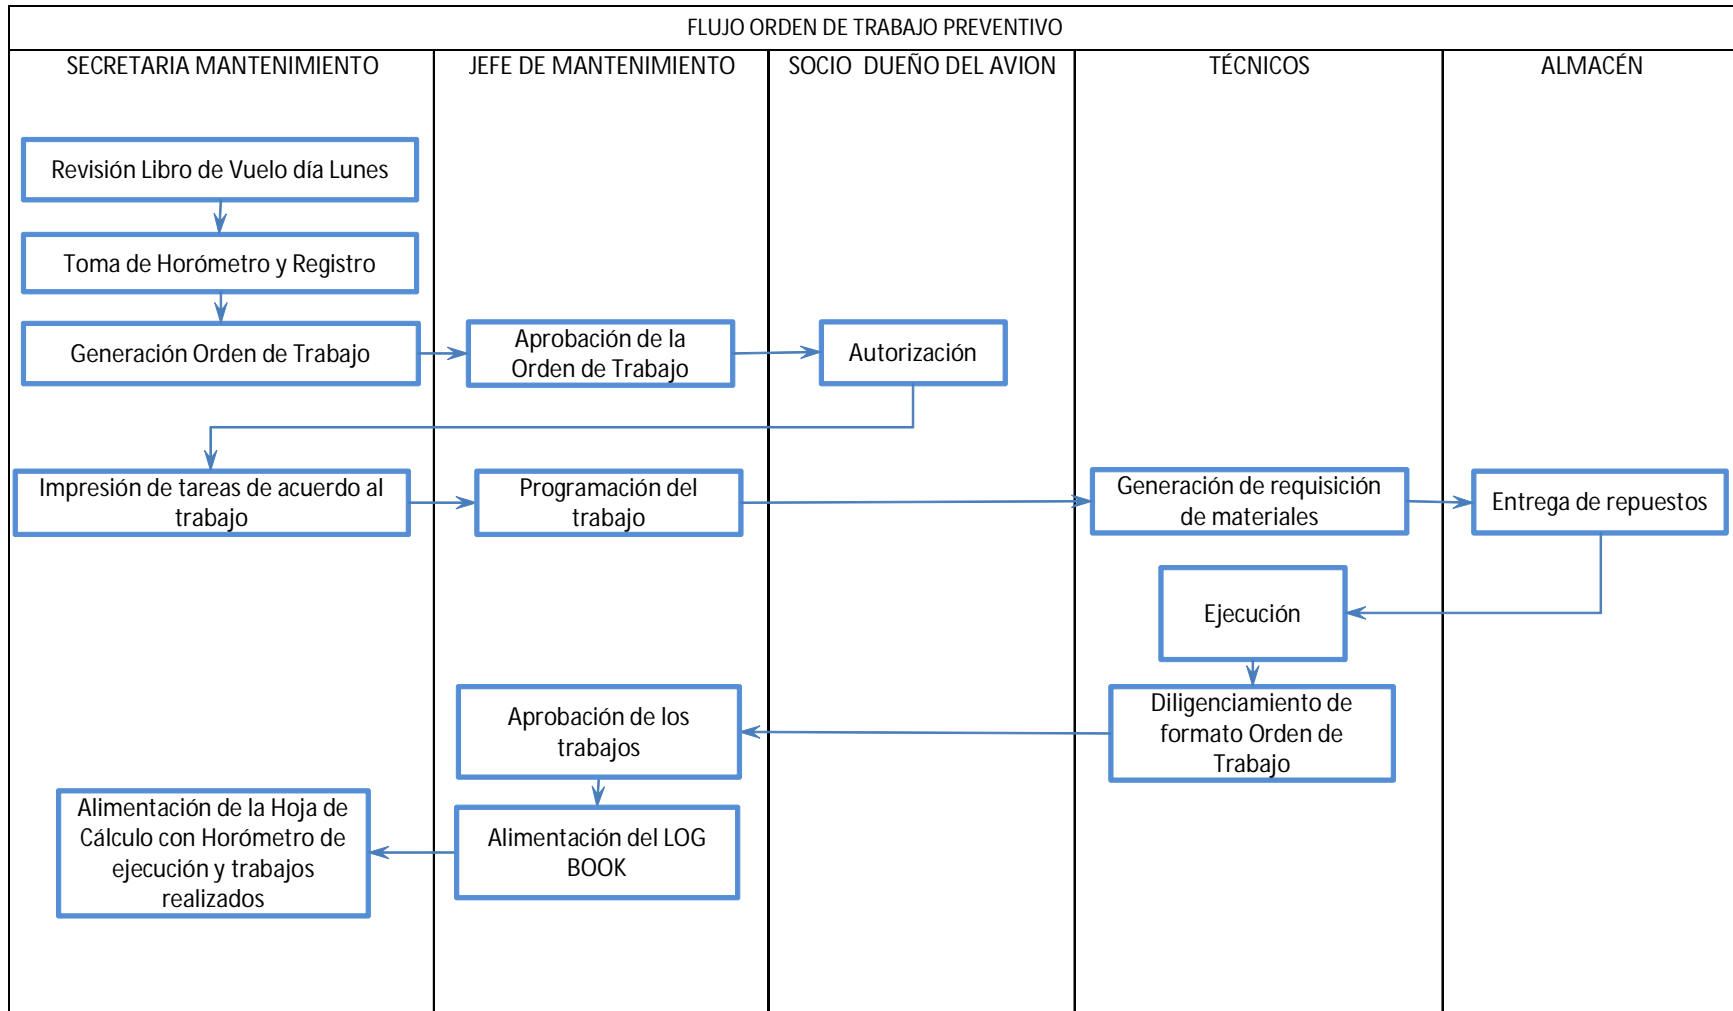 FLUJO ORDEN DE TRABAJO PREVENTIVO
SECRETARIA MANTENIMIENTO
JEFE DE MANTENIMIENTO
SOCIO DUEÑO DEL AVION
TÉCNICOS
ALMACÉN
Revisión Libro de Vuelo día Lunes
Toma de Horómetro y Registro
Generación Orden de Trabajo
Aprobación de la
Orden de Trabajo
Autorización
Impresión de tareas de acuerdo al
trabajo
Programación del
trabajo
Generación de requisición
de materiales
Entrega de repuestos
Ejecución
Diligenciamiento de
formato Orden de
Trabajo
Aprobación de los
trabajos
Alimentación del LOG
BOOK
Alimentación de la Hoja de
Cálculo con Horómetro de
ejecución y trabajos
realizados